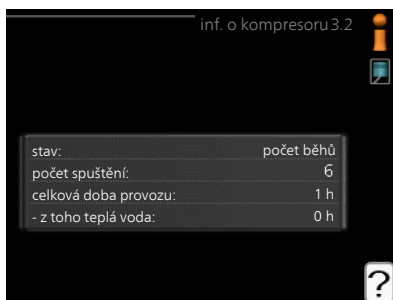 inf. o kompresoru 3.2
stav: počet běhů
počet spuštění: 6
celková doba provozu: 1 h
- z toho teplá voda: 0 h
?